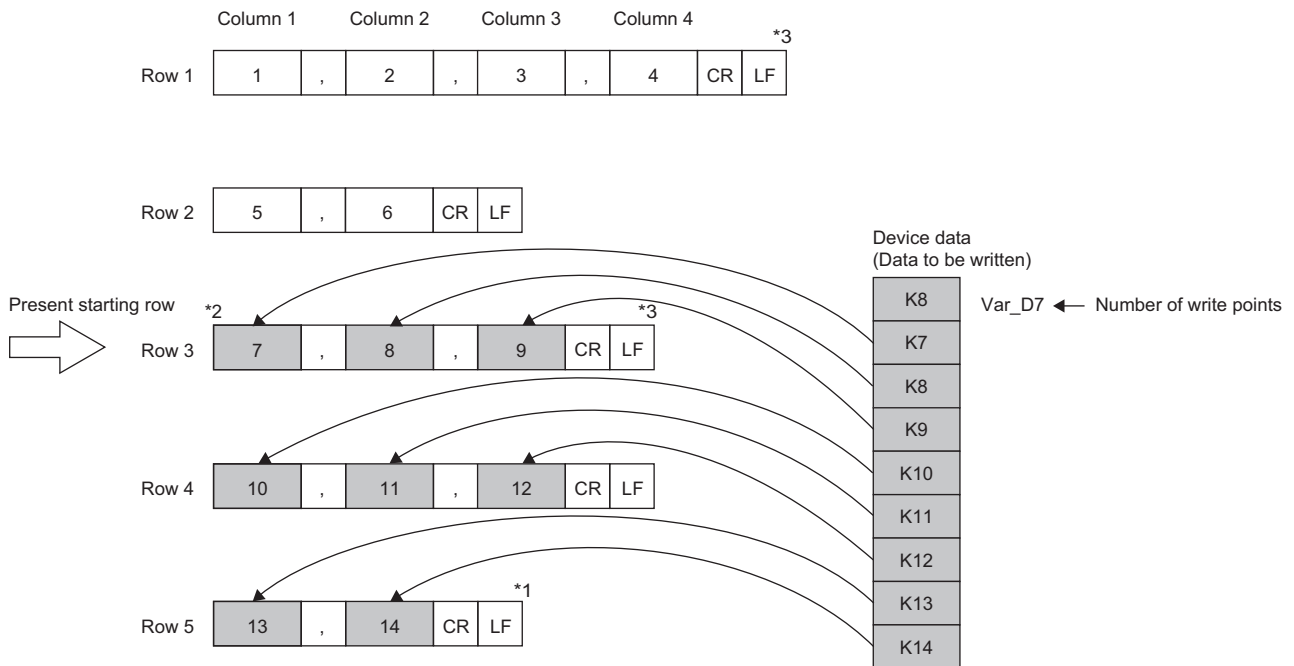 Column 1 Column 2 Column 3 Column 4
*3
Row 1 1 , 2 , 3 , 4 CR LF
Row 2 5 , 6 CR LF
Device data
(Data to be written)
K8 Var_D7 Number of write points
Present starting row
*2 *3
Row 3 7 , 8 , 9 CR LF
K7
K8
K9
K10
Row 4 10 , 11 , 12 CR LF
K11
K12
*1
K13
Row 5 13 , 14 CR LF
K14